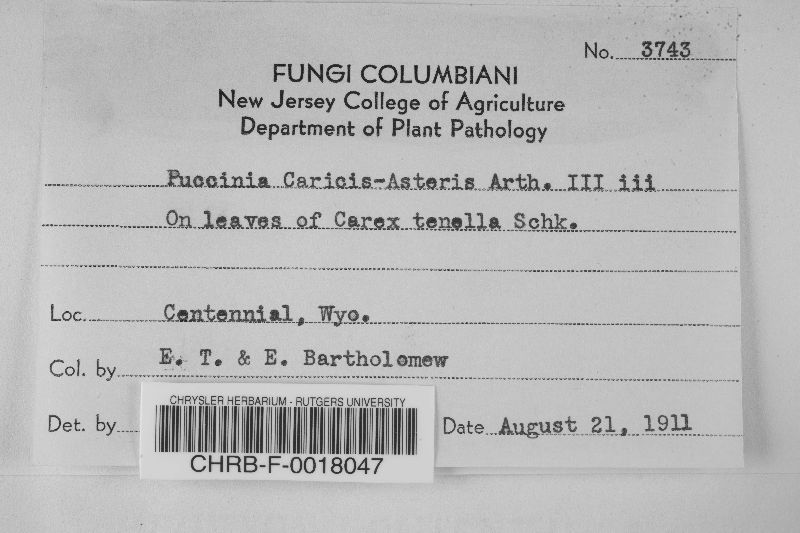 No. 3743
FUNGI COLUMBIANI
New Jersey College of Agriculture
Department of Plant Pathology
Puccinia Caricis-Asteris Arth. III iii
On leaves of Carex tenella Schk.
Loc. Centennial, Wyo.
Col. by E. T. & E. Bartholomew
Det. by
CHRYSLER HERBARIUM - RUTGERS UNIVERSITY
CHRB-F-0018047
Date August 21, 1911